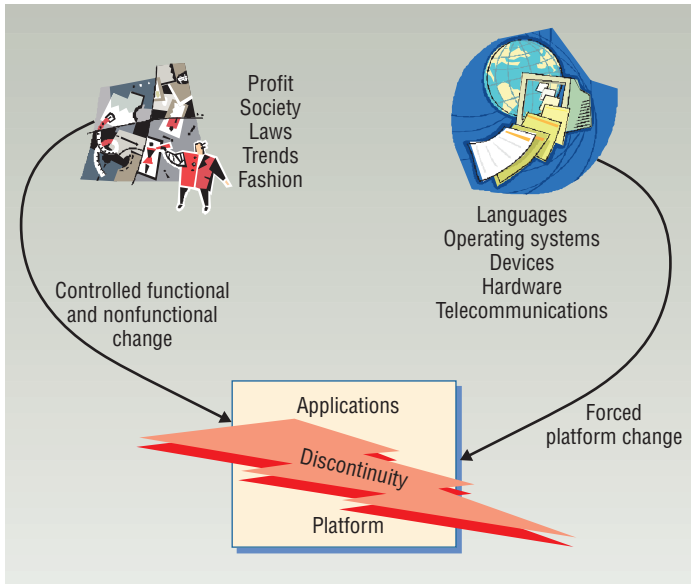 Profit
Society
Laws
Trends
Fashion
Languages
Operating systems
Devices
Hardware
Telecommunications
Controlled functional
and nonfunctional
change
Applications
Discontinuity
Platform
Forced
platform change